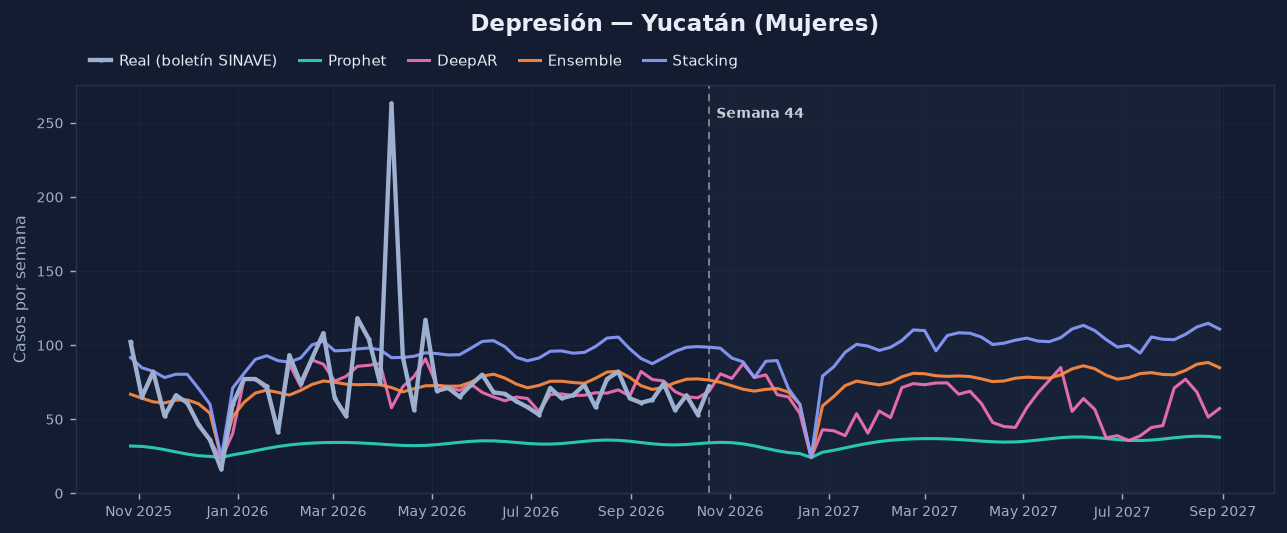 Depresión — Yucatán (Mujeres)
Real (boletín SINAVE) Prophet DeepAR Ensemble Stacking
Semana 44
Casos por semana
250
200
150
100
50
0
Nov 2025 Jan 2026 Mar 2026 May 2026 Jul 2026 Sep 2026 Nov 2026 Jan 2027 Mar 2027 May 2027 Jul 2027 Sep 2027